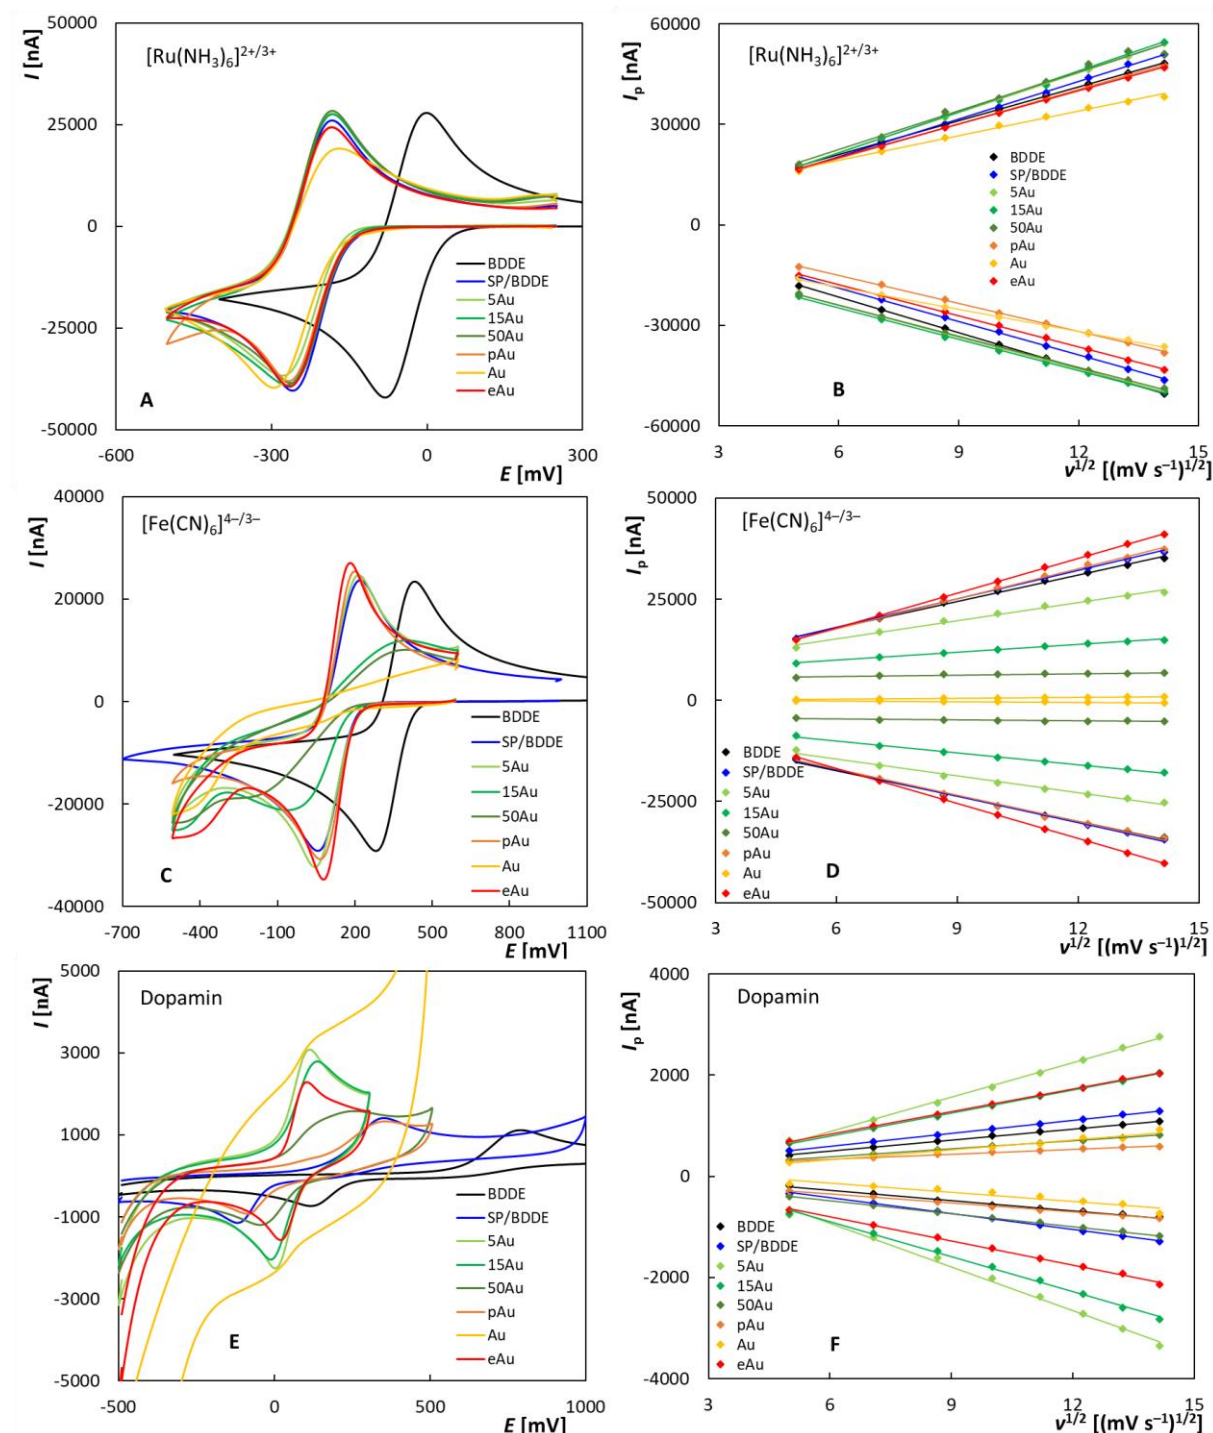 I [nA]
50000
25000
0
-25000
-50000
[Ru(NH3)6]2+/3+
BDDE
SP/BDDE
5Au
15Au
50Au
pAu
Au
eAu
A
-600 -300 0 300
E [mV]
Ip [nA]
60000
30000
0
-30000
-60000
[Ru(NH3)6]2+/3+
BDDE
SP/BDDE
5Au
15Au
50Au
pAu
Au
eAu
B
3 6 9 12 15
v1/2 [(mV s–1)1/2]
I [nA]
40000
20000
0
-20000
-40000
[Fe(CN)6]4–/3–
BDDE
SP/BDDE
5Au
15Au
50Au
pAu
Au
eAu
C
-700 -400 -100 200 500 800 1100
E [mV]
Ip [nA]
50000
25000
0
-25000
-50000
[Fe(CN)6]4–/3–
BDDE
SP/BDDE
5Au
15Au
50Au
pAu
Au
eAu
D
3 6 9 12 15
v1/2 [(mV s–1)1/2]
I [nA]
5000
3000
1000
-1000
-3000
-5000
Dopamin
BDDE
SP/BDDE
5Au
15Au
50Au
pAu
Au
eAu
E
-500 0 500 1000
E [mV]
Ip [nA]
4000
2000
0
-2000
-4000
Dopamin
BDDE
SP/BDDE
5Au
15Au
50Au
pAu
Au
eAu
F
3 6 9 12 15
v1/2 [(mV s–1)1/2]